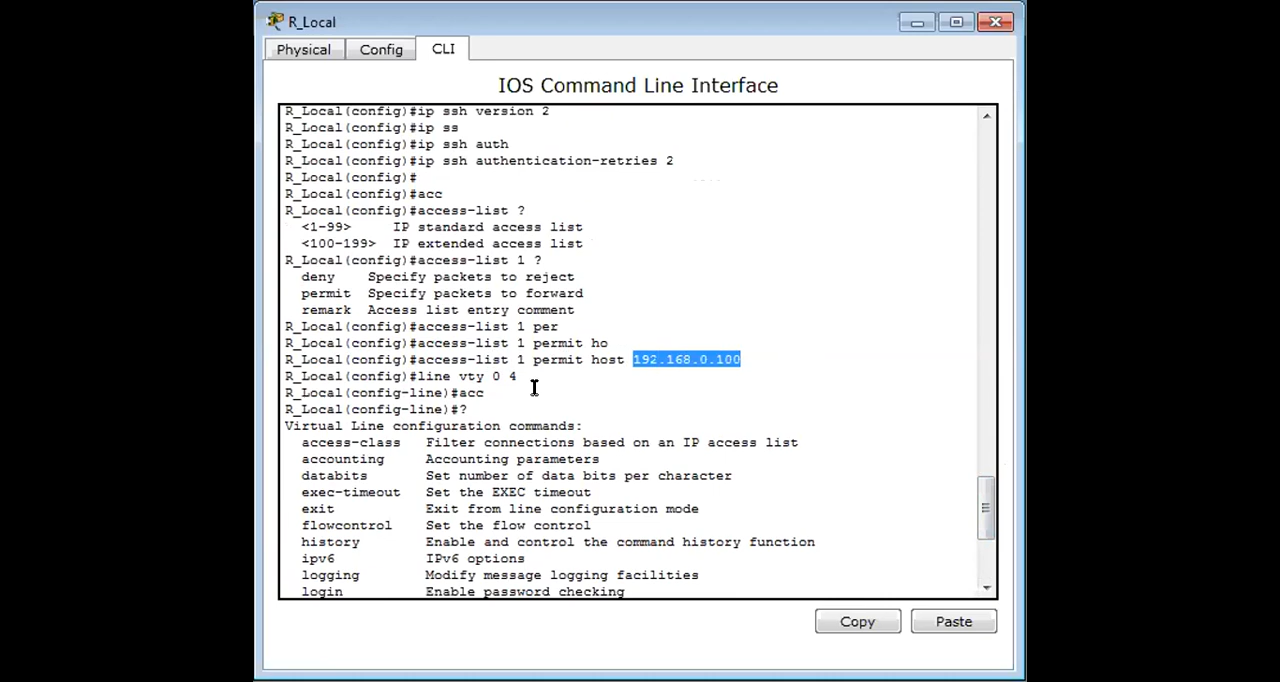 R_Local
Physical
Config
CLI
IOS Command Line Interface
R_Local(config)#ip ssh version 2
R_Local(config)#ip ss
R_Local(config)#ip ssh auth
R_Local(config)#ip ssh authentication-retries 2
R_Local(config)#
R_Local(config)#acc
R_Local(config)#access-list ?
  <1-99>     IP standard access list
  <100-199>  IP extended access list
R_Local(config)#access-list 1 ?
  deny    Specify packets to reject
  permit  Specify packets to forward
  remark  Access list entry comment
R_Local(config)#access-list 1 per
R_Local(config)#access-list 1 permit ho
R_Local(config)#access-list 1 permit host 192.168.0.100
R_Local(config)#line vty 0 4
R_Local(config-line)#acc
R_Local(config-line)#?
Virtual Line configuration commands:
  access-class   Filter connections based on an IP access list
  accounting     Accounting parameters
  databits       Set number of data bits per character
  exec-timeout   Set the EXEC timeout
  exit           Exit from line configuration mode
  flowcontrol    Set the flow control
  history        Enable and control the command history function
  ipv6           IPv6 options
  logging        Modify message logging facilities
  login          Enable password checking
Copy
Paste